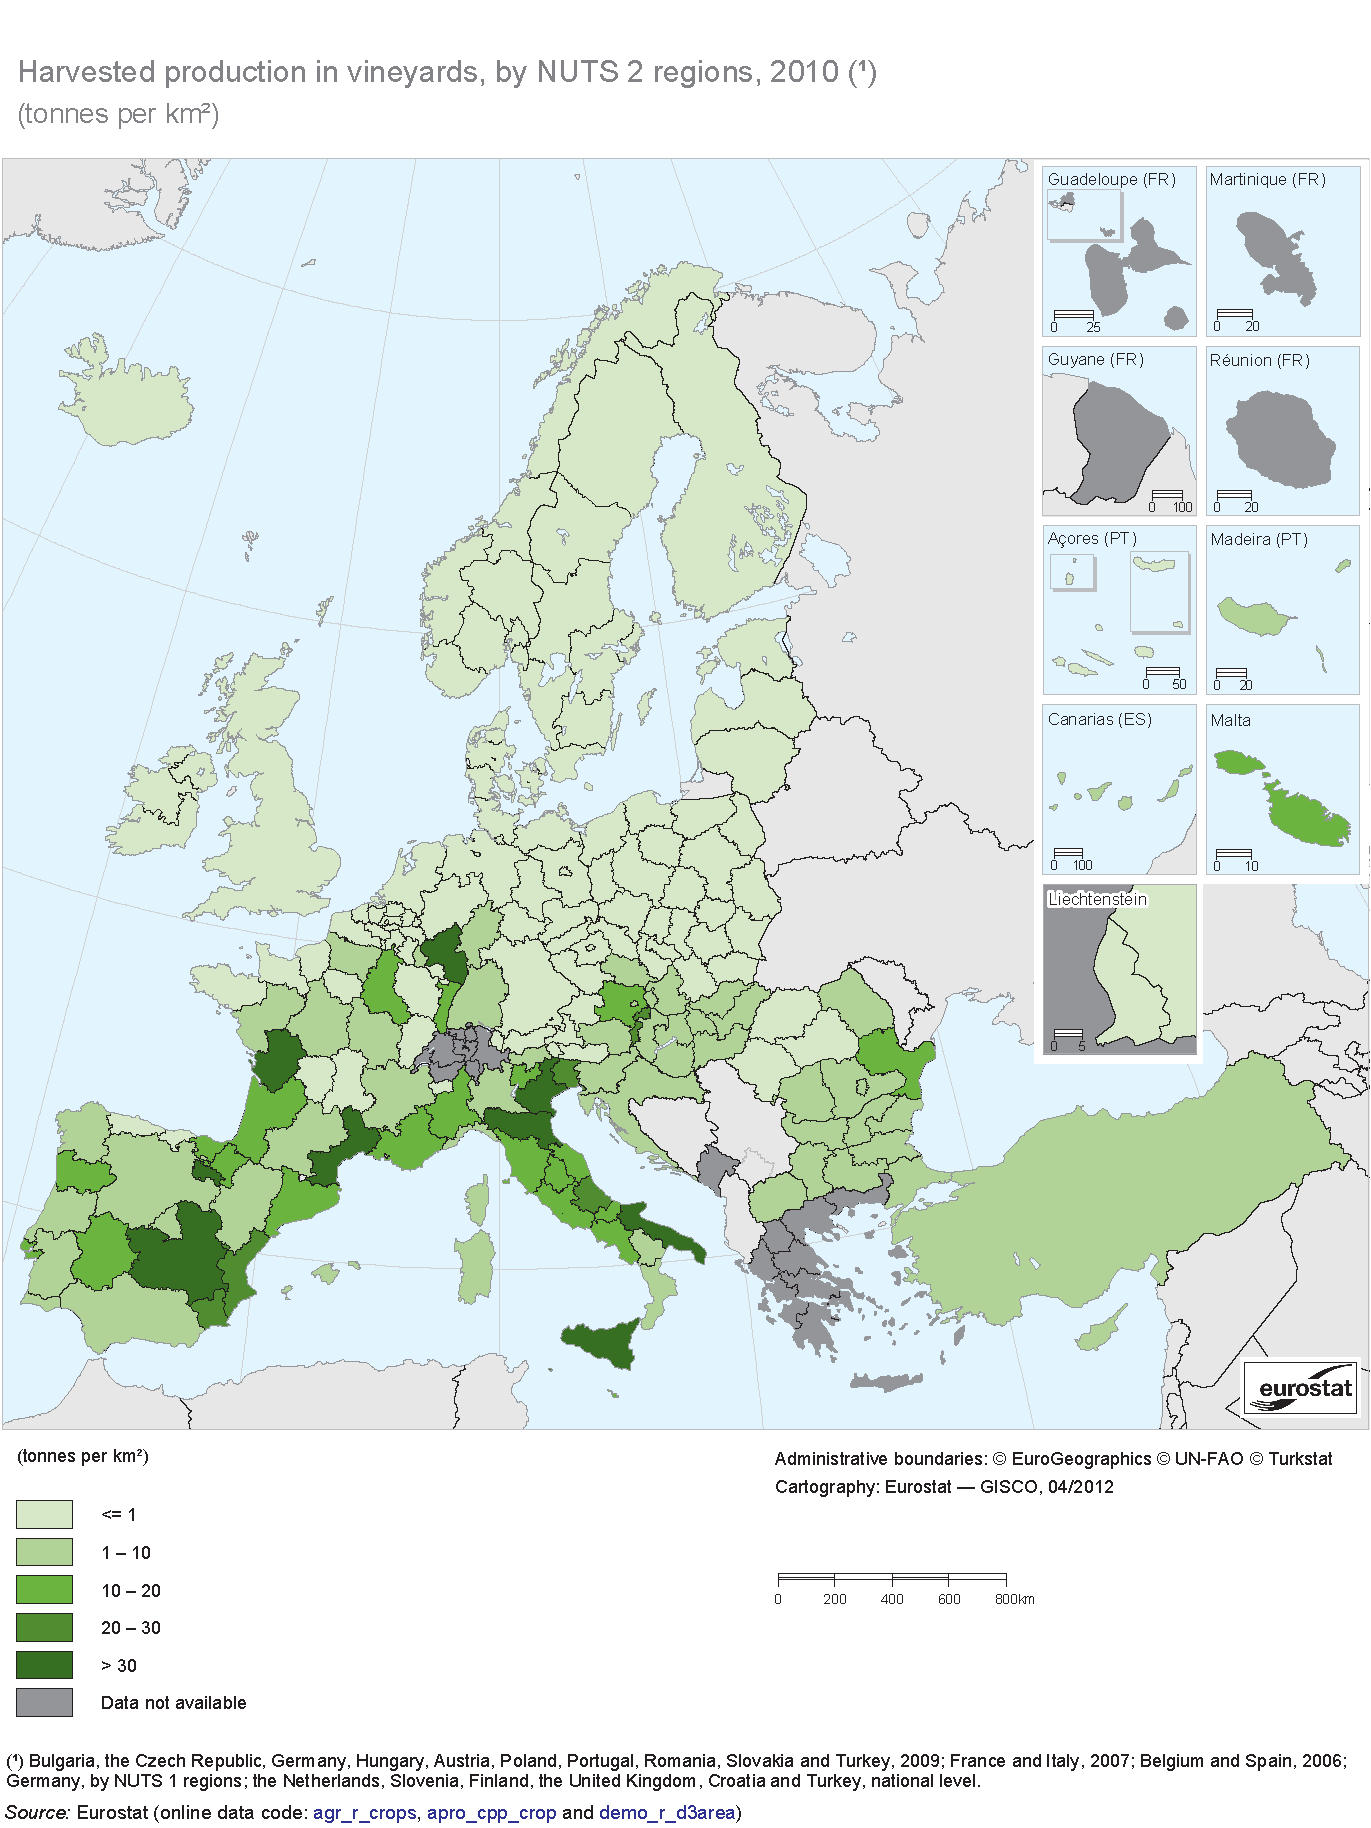 Harvested production in vineyards, by NUTS 2 regions, 2010 (¹)
(tonnes per km²)
Guadeloupe (FR)
0 25
Martinique (FR)
0 20
Guyane (FR)
0 100
Réunion (FR)
0 20
Açores (PT)
0 50
Madeira (PT)
0 20
Canarias (ES)
0 100
Malta
0 10
Liechtenstein
0 5
eurostat
(tonnes per km²)
<= 1
1 – 10
10 – 20
20 – 30
> 30
Data not available
Administrative boundaries: © EuroGeographics © UN-FAO © Turkstat
Cartography: Eurostat — GISCO, 04/2012
0 200 400 600 800km
(¹) Bulgaria, the Czech Republic, Germany, Hungary, Austria, Poland, Portugal, Romania, Slovakia and Turkey, 2009; France and Italy, 2007; Belgium and Spain, 2006;
Germany, by NUTS 1 regions; the Netherlands, Slovenia, Finland, the United Kingdom, Croatia and Turkey, national level.
Source: Eurostat (online data code: agr_r_crops, apro_cpp_crop and demo_r_d3area)